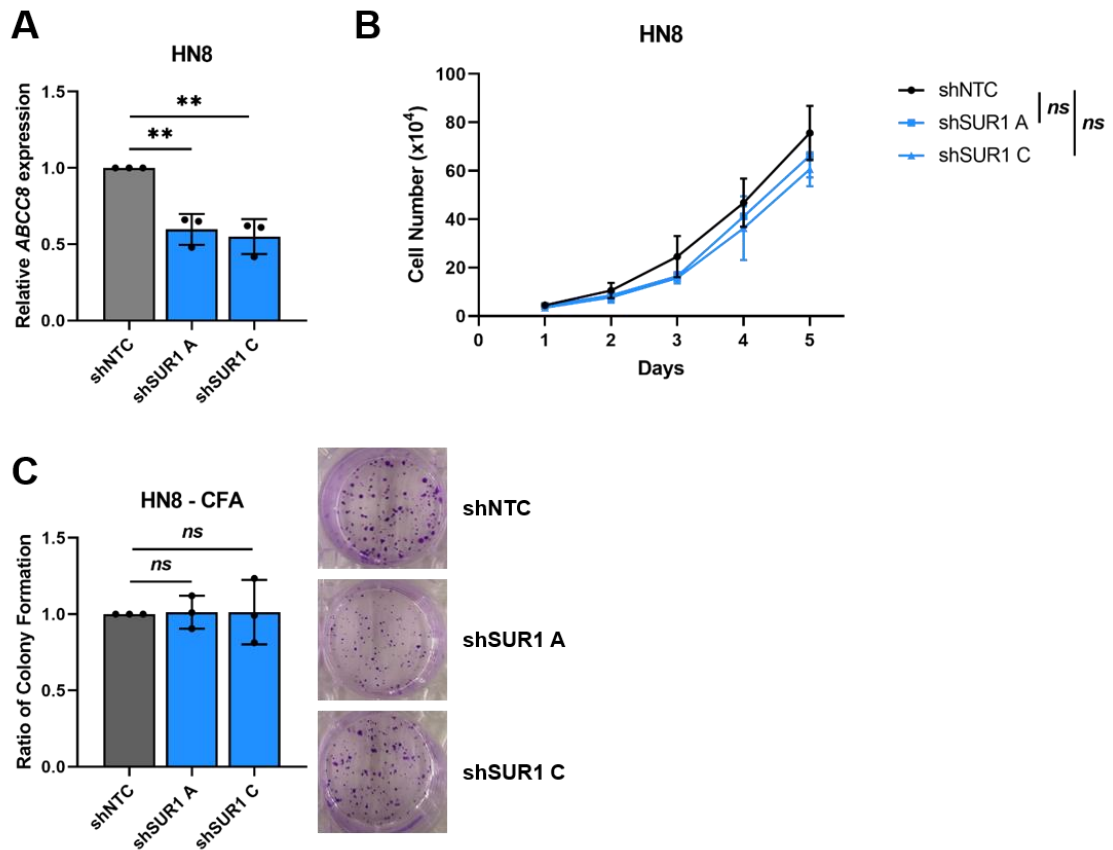 A
HN8
Relative ABCC8 expression
1.5
1.0
0.5
0.0
**
**
shNTC
shSUR1 A
shSUR1 C
B
HN8
Cell Number (x10⁴)
100
80
60
40
20
0
0 1 2 3 4 5
Days
shNTC
shSUR1 A
shSUR1 C
ns
ns
C
HN8 - CFA
Ratio of Colony Formation
1.5
1.0
0.5
0.0
ns
ns
shNTC
shSUR1 A
shSUR1 C
shNTC
shSUR1 A
shSUR1 C